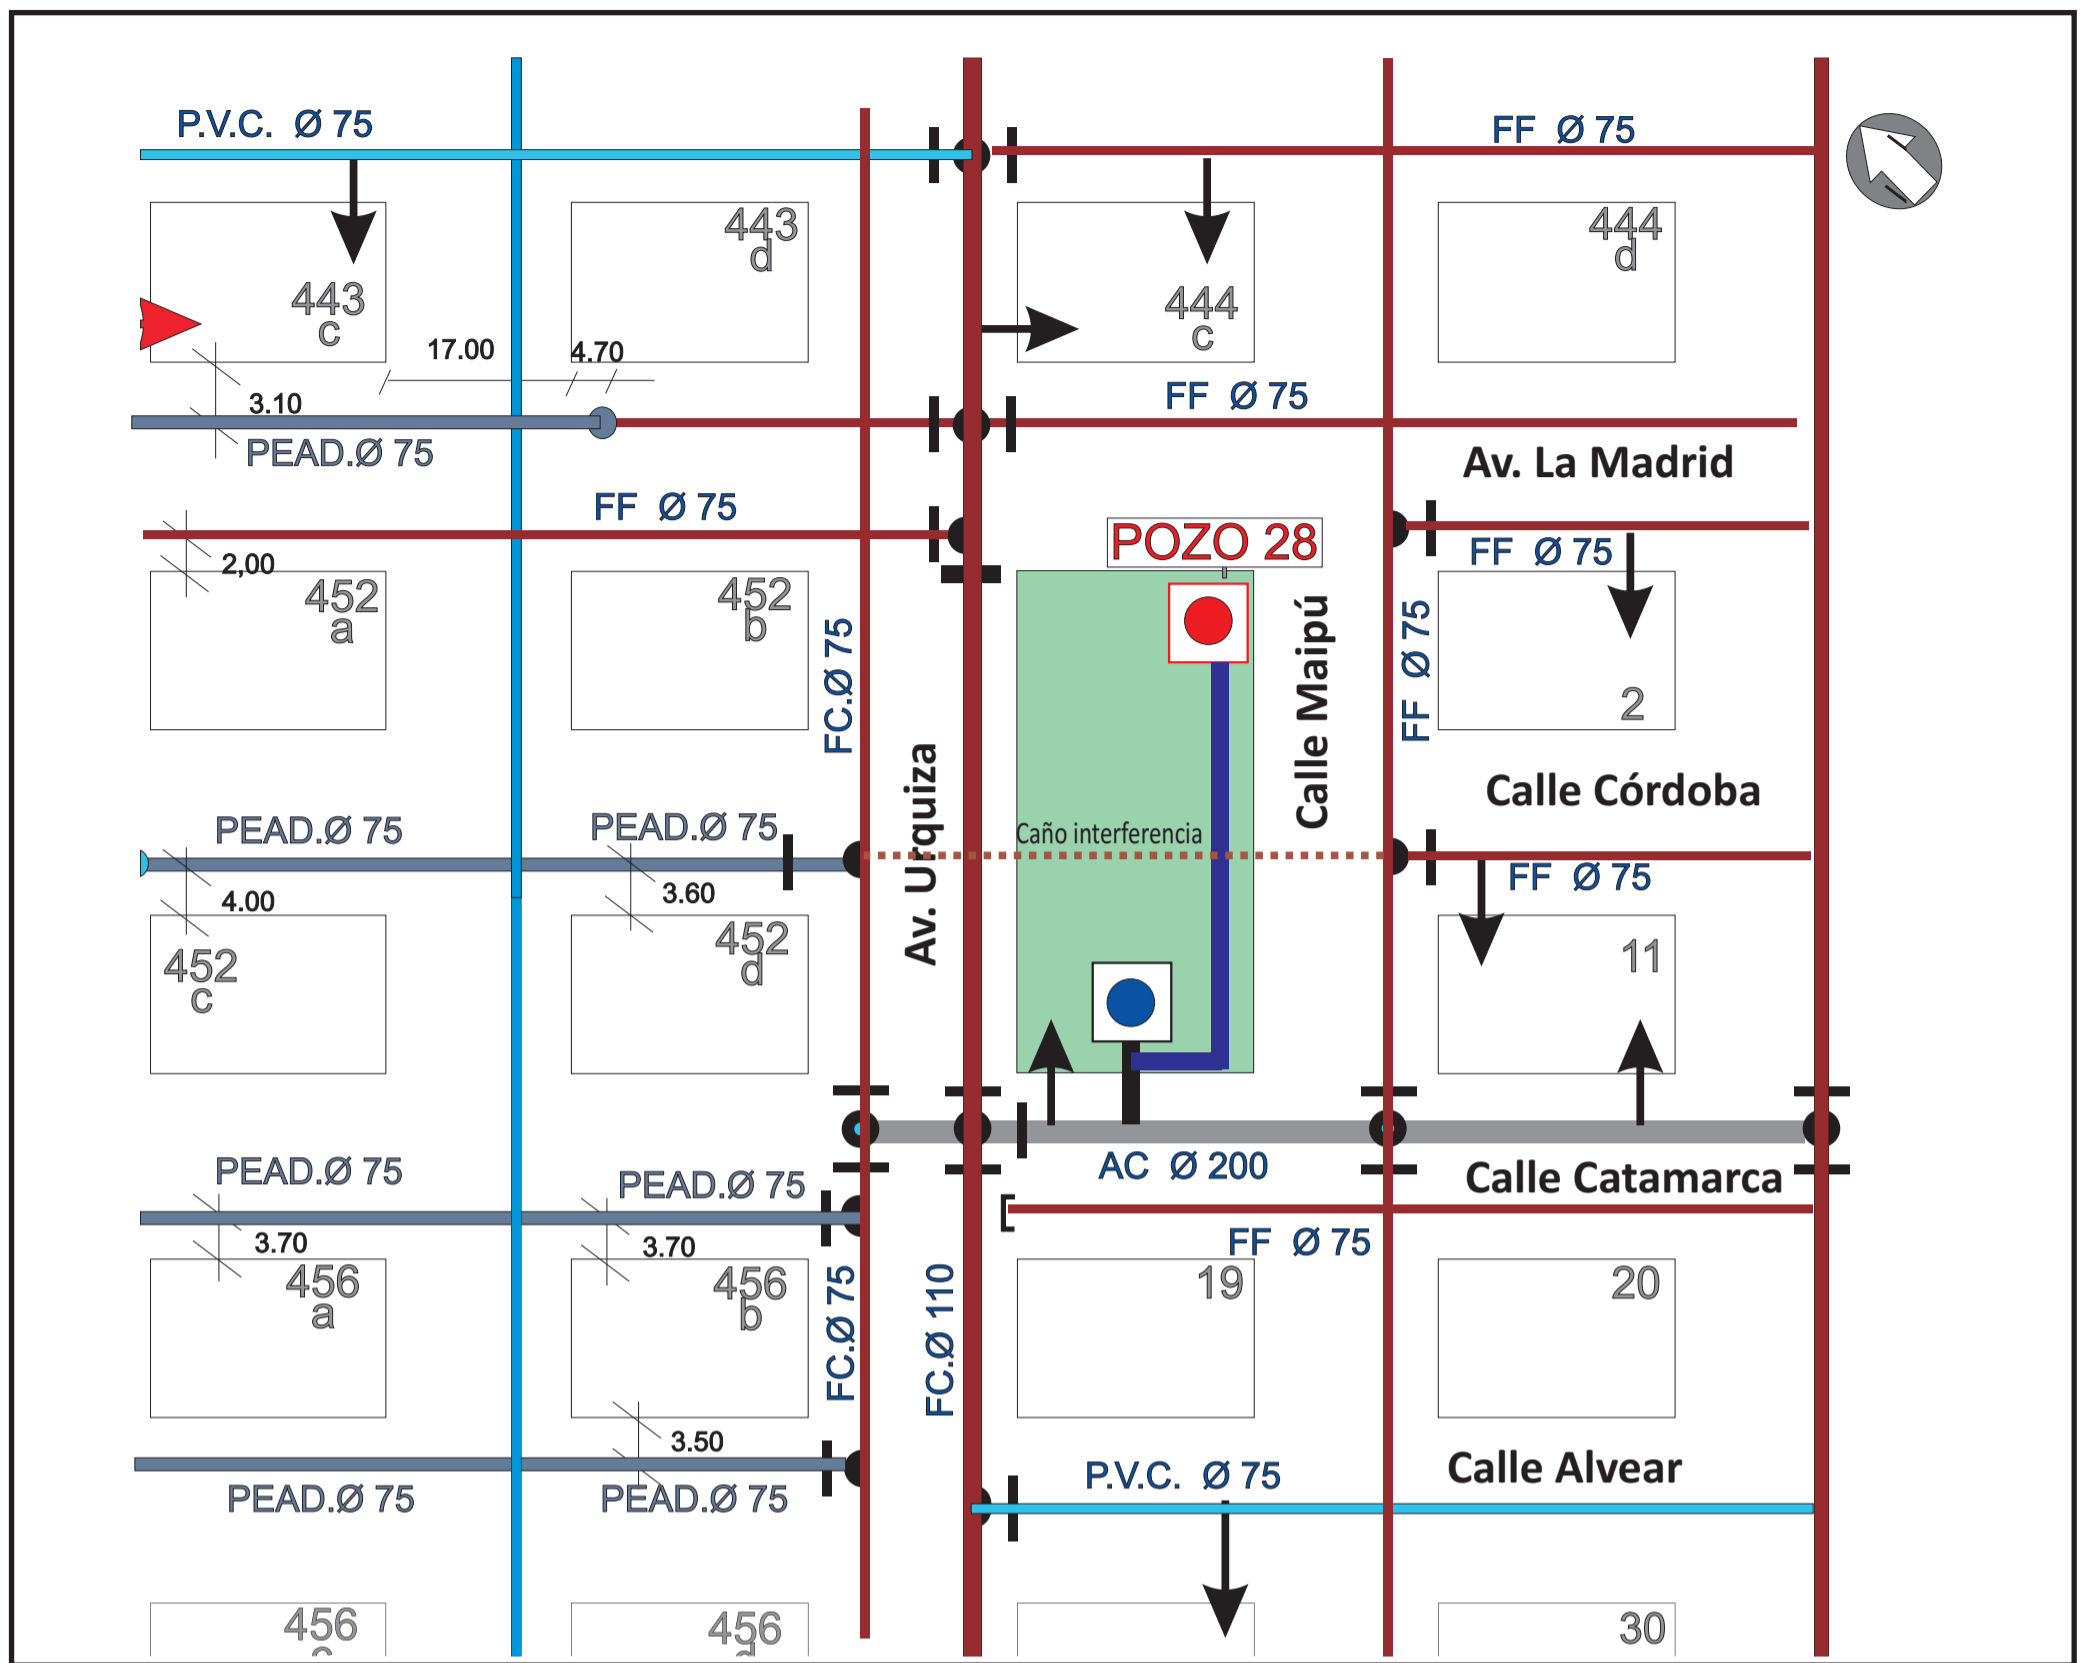 P.V.C. Ø 75
FF Ø 75
443
d
444
d
443
c
444
c
17.00
4.70
3.10
FF Ø 75
PEAD.Ø 75
Av. La Madrid
FF Ø 75
POZO 28
FF Ø 75
2,00
452
a
452
b
FC.Ø 75
Calle Maipú
FF Ø 75
2
Av. Urquiza
Calle Córdoba
PEAD.Ø 75
PEAD.Ø 75
Caño interferencia
4.00
3.60
FF Ø 75
452
c
452
d
11
PEAD.Ø 75
PEAD.Ø 75
AC Ø 200
Calle Catamarca
3.70
3.70
FF Ø 75
456
a
456
b
FC.Ø 75
FC.Ø 110
19
20
3.50
PEAD.Ø 75
PEAD.Ø 75
P.V.C. Ø 75
Calle Alvear
456
456
30